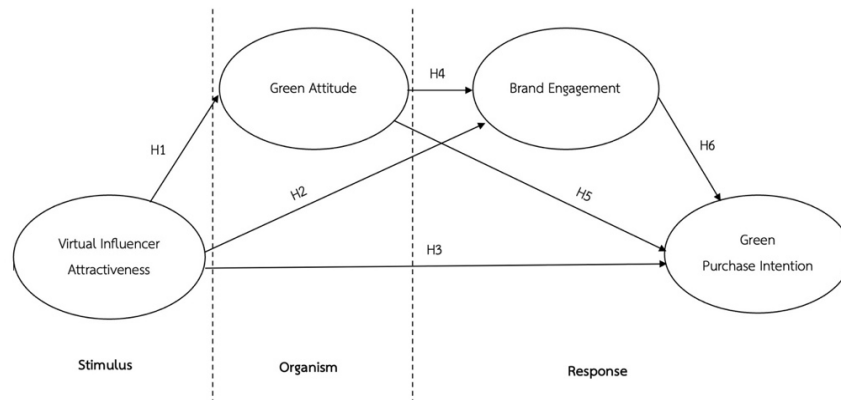 Green Attitude
H4
Brand Engagement
H1
H2
H5
H6
Virtual Influencer
Attractiveness
H3
Green
Purchase Intention
Stimulus
Organism
Response